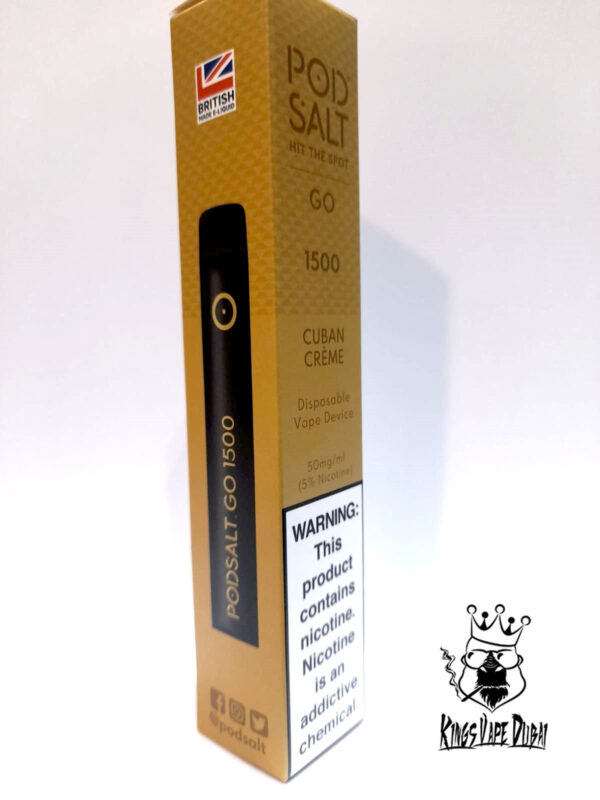 BRITISH
MADE E-LIQUID
PODSALT GO 1500
@podsalt
POD
SALT
HIT THE SPOT
GO
1500
CUBAN
CRÈME
Disposable
Vape Device
50mg/ml
(5% Nicotine)
WARNING:
This
product
contains
nicotine.
Nicotine
is an
addictive
chemical
KINGS VAPE DUBAI